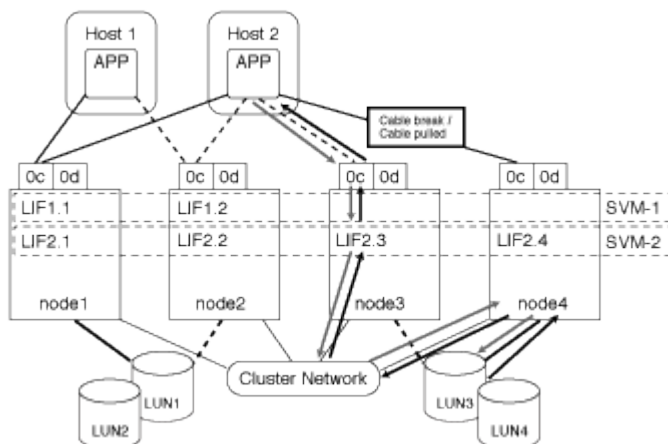 Host 1 Host 2
APP APP
Cable break /
Cable pulled
0c 0d 0c 0d 0c 0d 0c 0d
LIF1.1 LIF1.2 SVM-1
LIF2.1 LIF2.2 LIF2.3 LIF2.4 SVM-2
node1 node2 node3 node4
Cluster Network
LUN1 LUN3
LUN2 LUN4